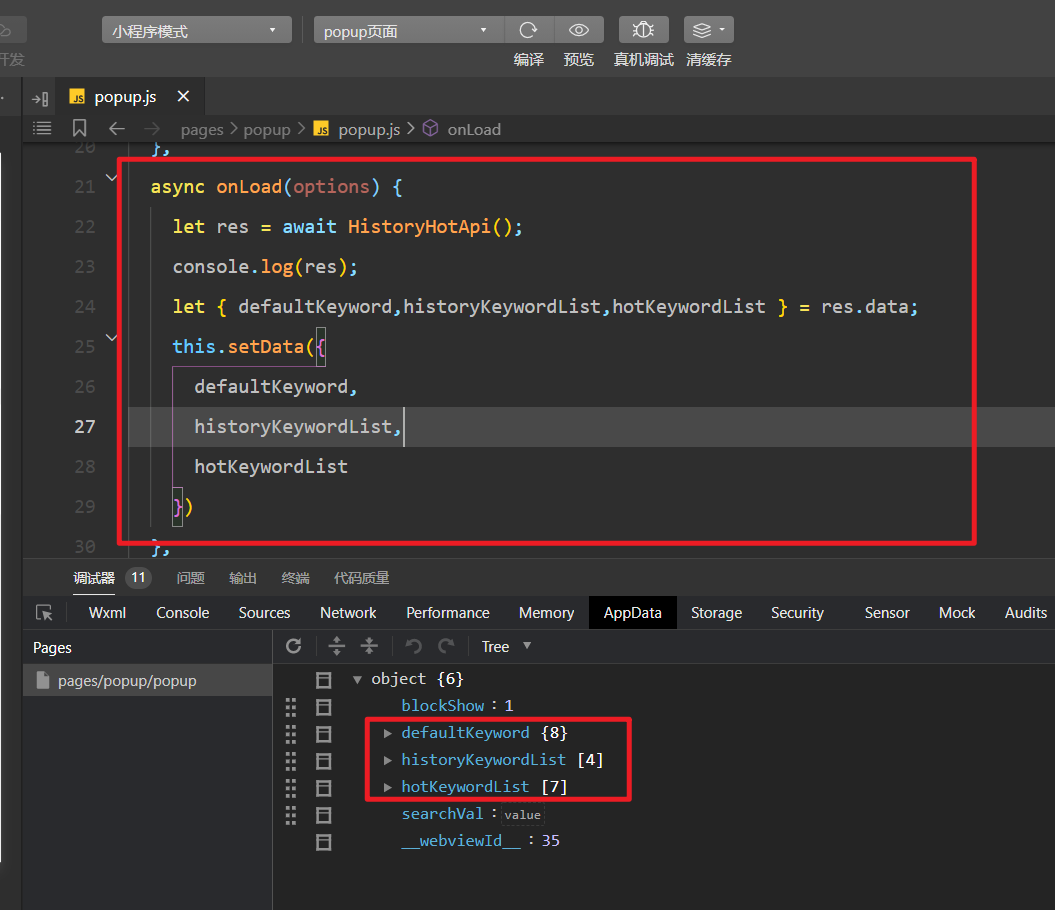 小程序模式
popup页面
开发
编译
预览
真机调试
清缓存
JS popup.js ✕
pages > popup > JS popup.js > onLoad
20 },
21 async onLoad(options) {
22 let res = await HistoryHotApi();
23 console.log(res);
24 let { defaultKeyword,historyKeywordList,hotKeywordList } = res.data;
25 this.setData({
26 defaultKeyword,
27 historyKeywordList,
28 hotKeywordList
29 })
30 },
调试器 11 问题 输出 终端 代码质量
Wxml Console Sources Network Performance Memory AppData Storage Security Sensor Mock Audits
Pages
Tree
pages/popup/popup
object {6}
blockShow : 1
defaultKeyword {8}
historyKeywordList [4]
hotKeywordList [7]
searchVal : value
__webviewId__ : 35